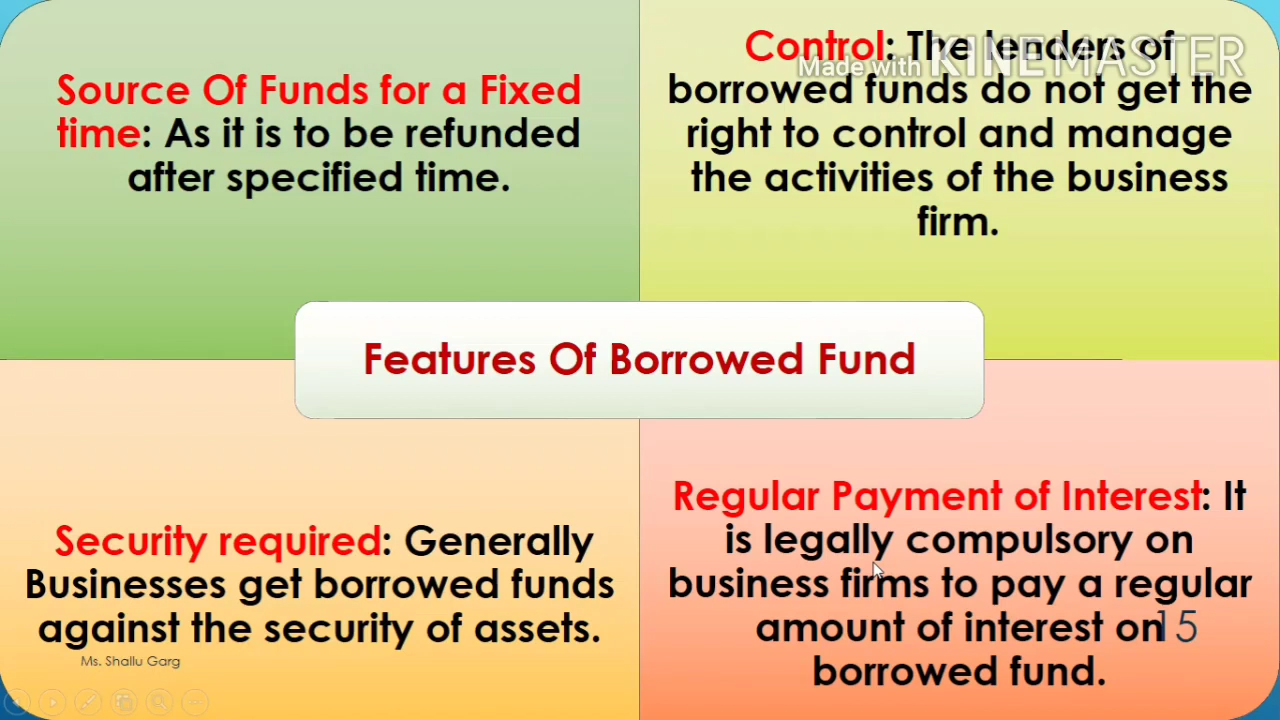 Source Of Funds for a Fixed
time: As it is to be refunded
after specified time.
Control: The lenders of
Made with KINEMASTER
borrowed funds do not get the
right to control and manage
the activities of the business
firm.
Features Of Borrowed Fund
Security required: Generally
Businesses get borrowed funds
against the security of assets.
Ms. Shallu Garg
Regular Payment of Interest: It
is legally compulsory on
business firms to pay a regular
amount of interest on
15
borrowed fund.